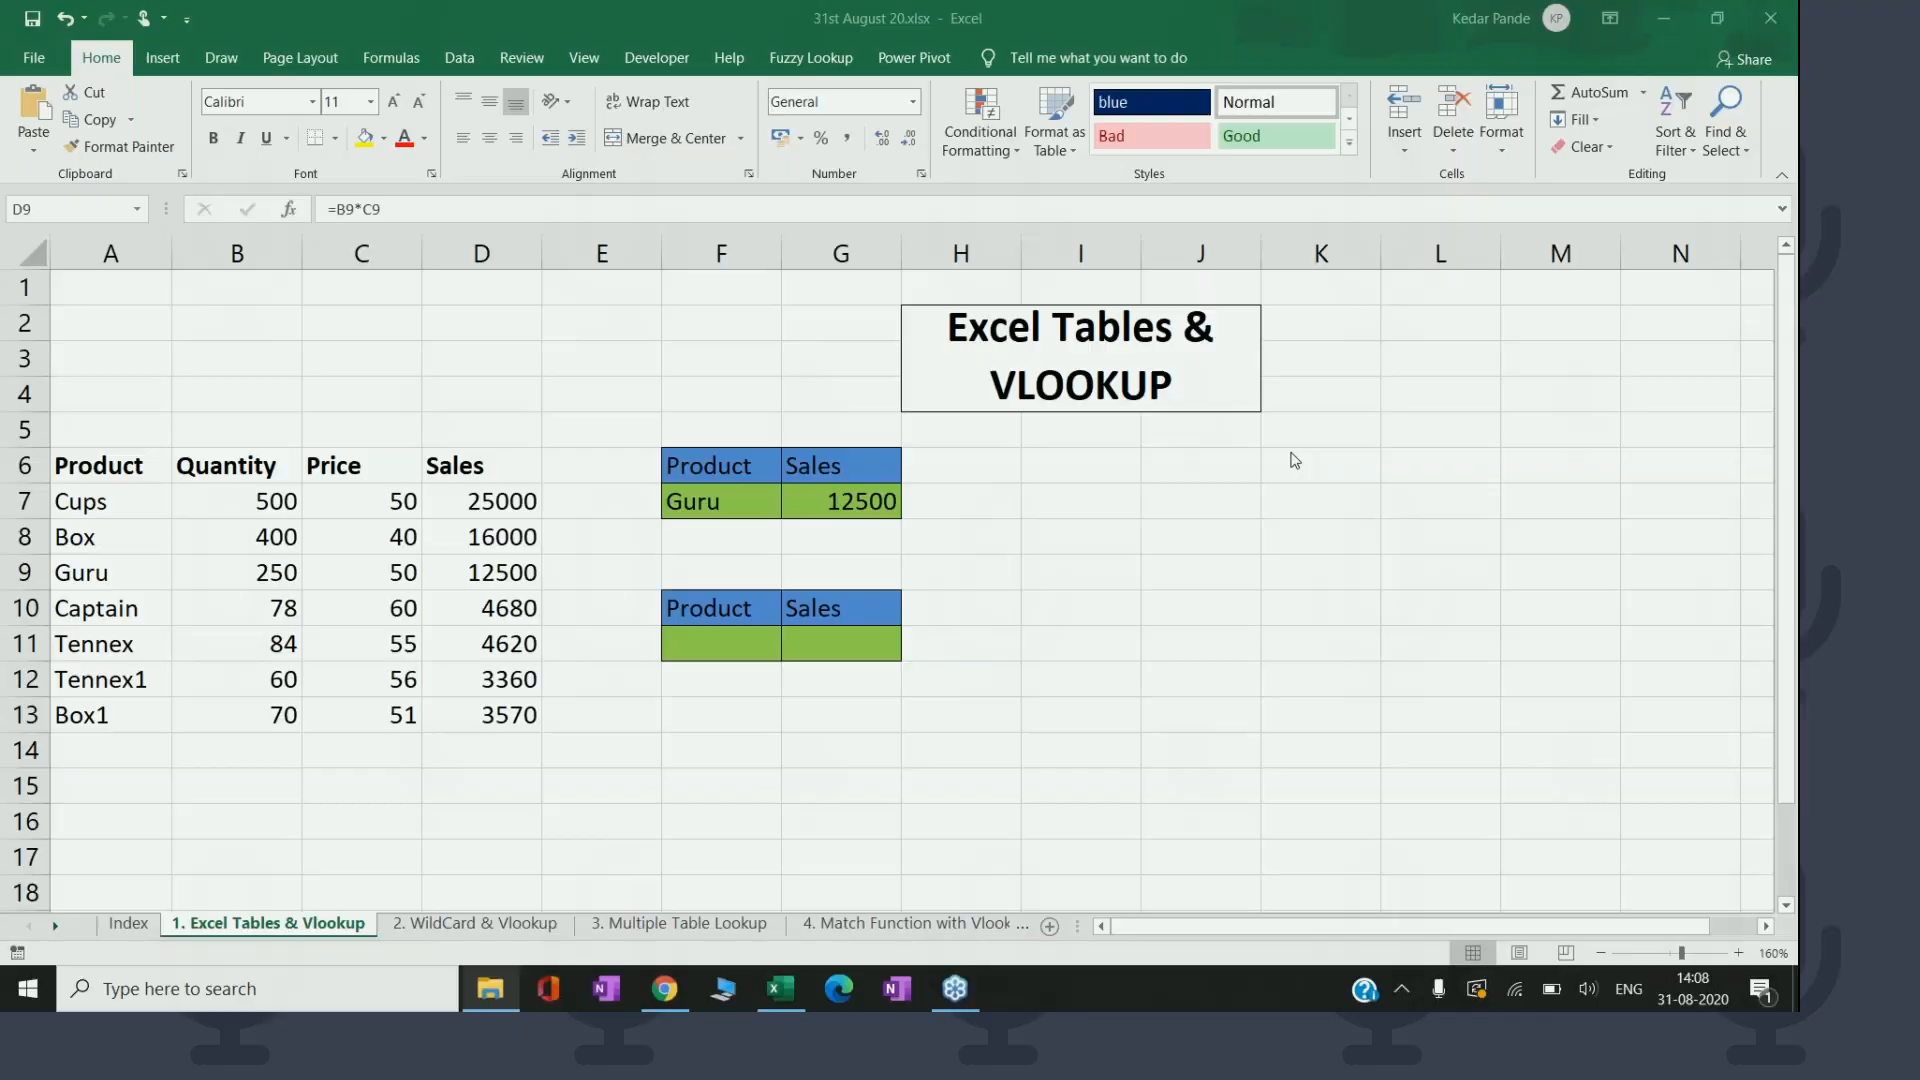 31st August 20.xlsx - Excel
Kedar Pande KP
File Home Insert Draw Page Layout Formulas Data Review View Developer Help Fuzzy Lookup Power Pivot Tell me what you want to do Share
Paste
Cut
Copy
Format Painter
Clipboard
Calibri 11
B I U
Font
Wrap Text
Merge & Center
Alignment
General
%
Number
Conditional Formatting
Format as Table
blue Normal
Bad Good
Styles
Insert Delete Format
Cells
AutoSum
Fill
Clear
Sort & Filter
Find & Select
Editing
D9 fx =B9*C9
A B C D E F G H I J K L M N
1
2 Excel Tables &
3
4 VLOOKUP
5
6 Product Quantity Price Sales Product Sales
7 Cups 500 50 25000 Guru 12500
8 Box 400 40 16000
9 Guru 250 50 12500
10 Captain 78 60 4680 Product Sales
11 Tennex 84 55 4620
12 Tennex1 60 56 3360
13 Box1 70 51 3570
14
15
16
17
18
Index 1. Excel Tables & Vlookup 2. WildCard & Vlookup 3. Multiple Table Lookup 4. Match Function with Vlook ...
160%
Type here to search
ENG
14:08
31-08-2020
1